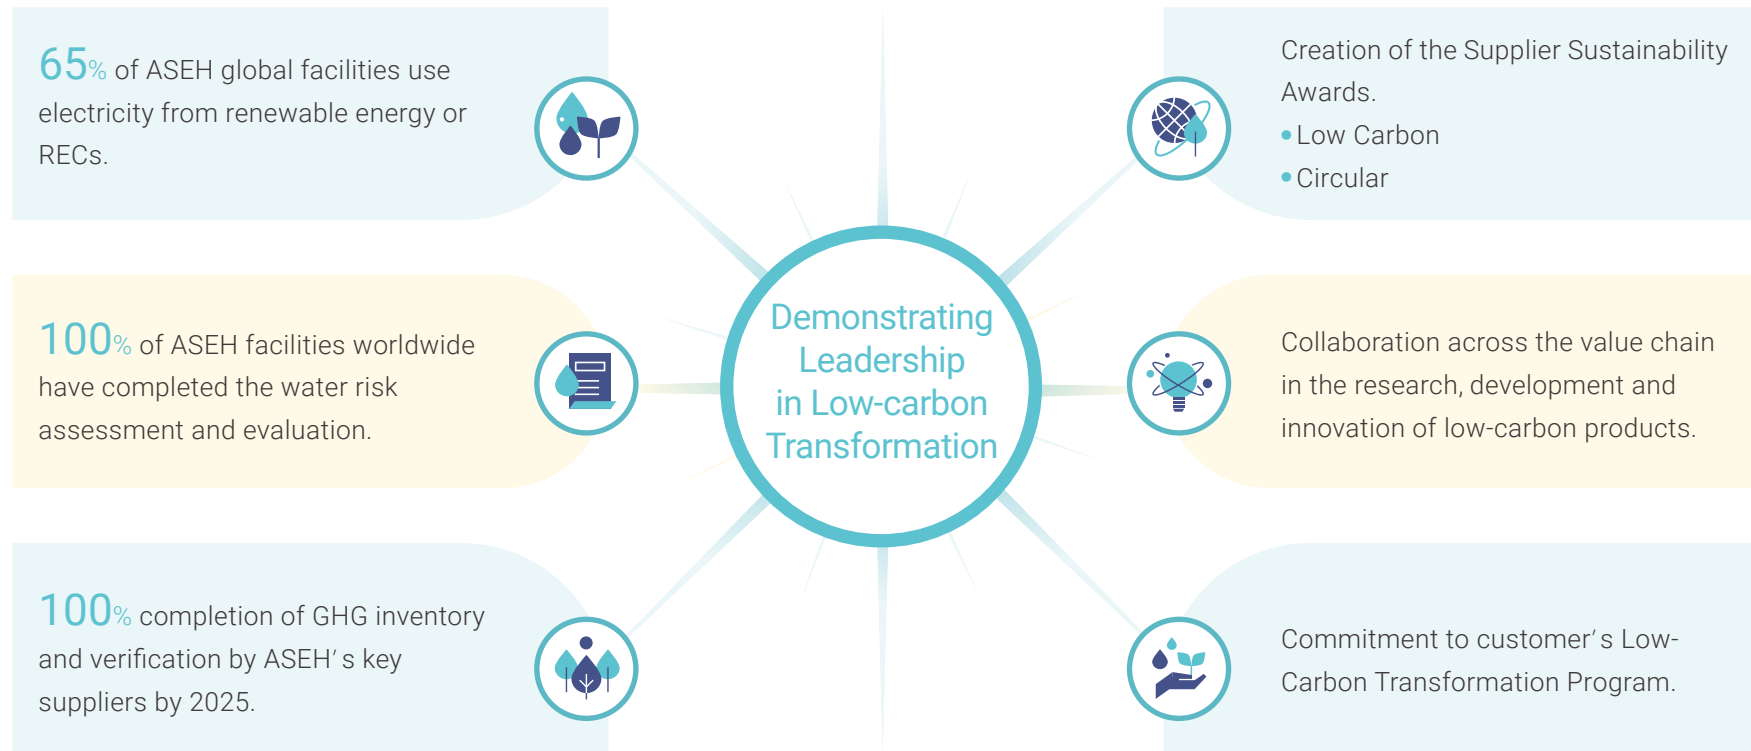 65% of ASEH global facilities use
electricity from renewable energy or
RECs.
100% of ASEH facilities worldwide
have completed the water risk
assessment and evaluation.
100% completion of GHG inventory
and verification by ASEH's key
suppliers by 2025.
Demonstrating
Leadership
in Low-carbon
Transformation
Creation of the Supplier Sustainability
Awards.
• Low Carbon
• Circular
Collaboration across the value chain
in the research, development and
innovation of low-carbon products.
Commitment to customer's Low-
Carbon Transformation Program.